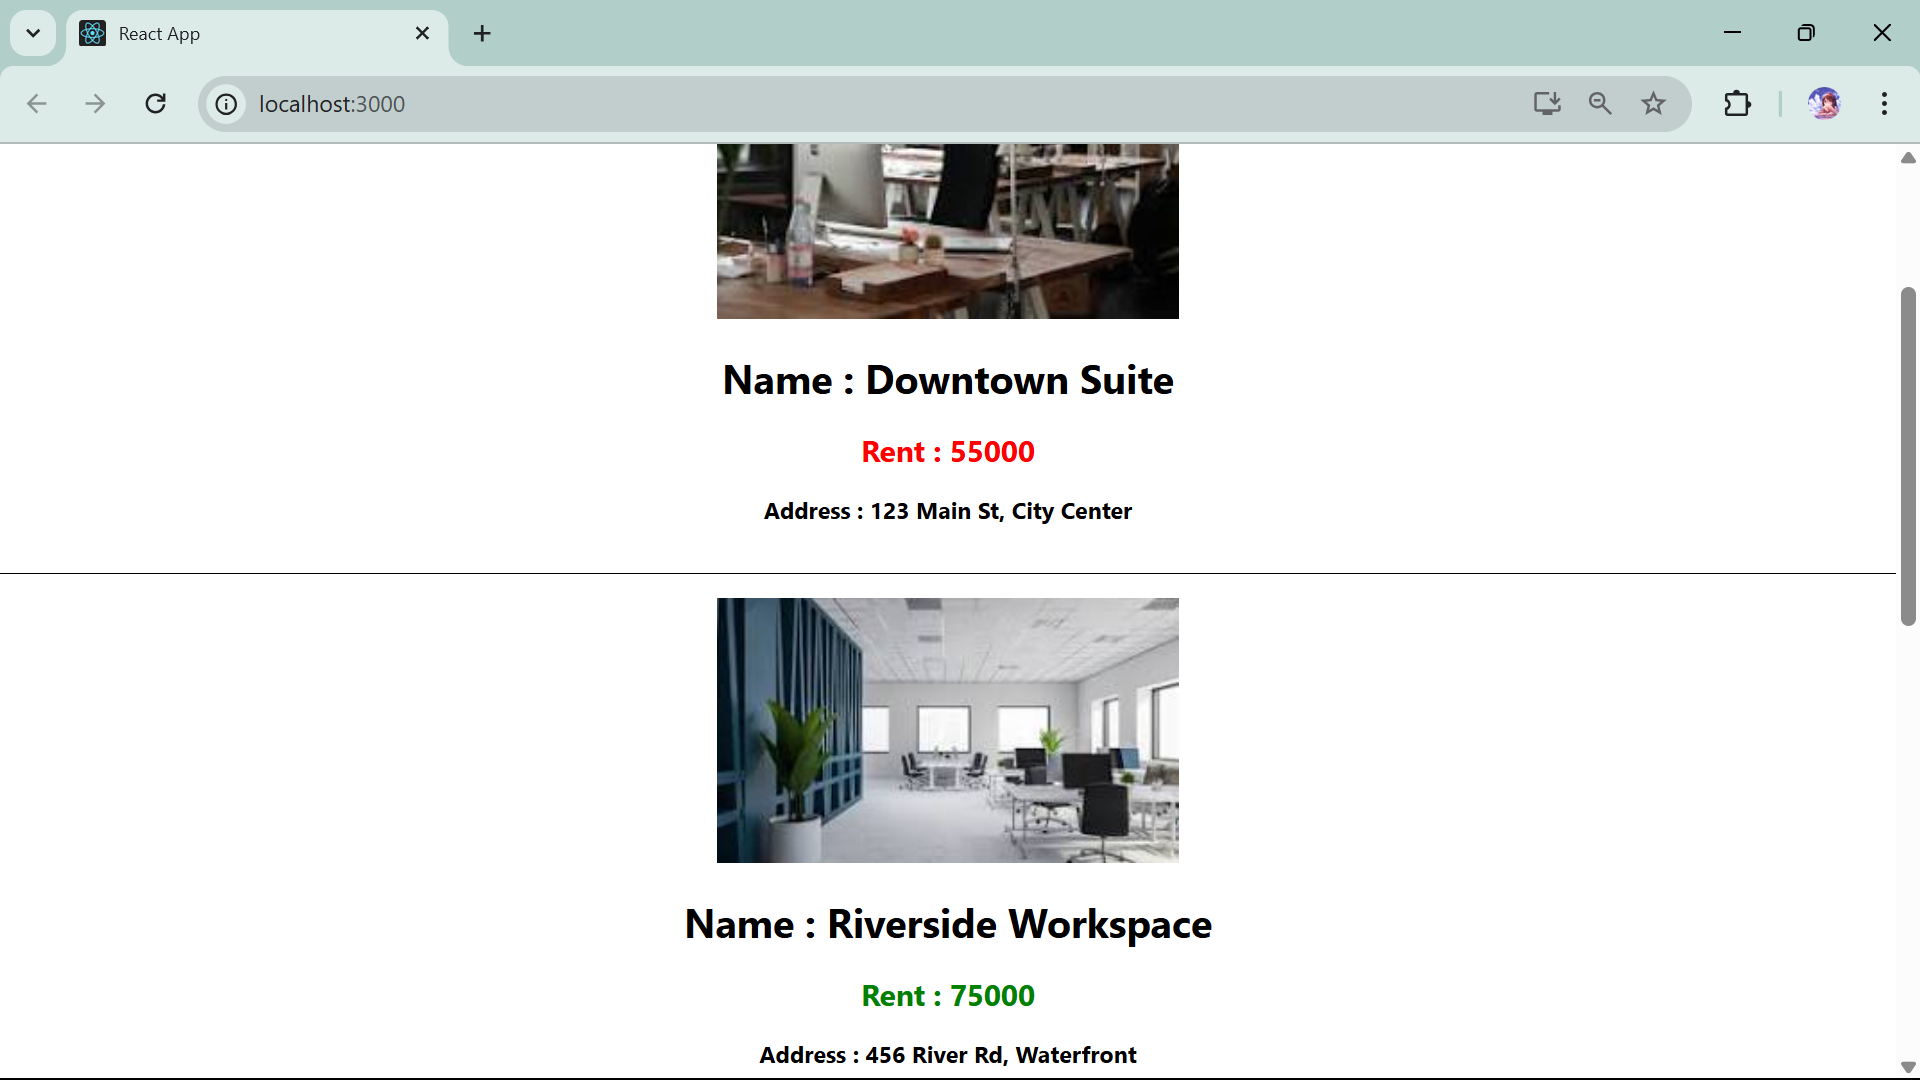 React App
localhost:3000
Name : Downtown Suite
Rent : 55000
Address : 123 Main St, City Center
Name : Riverside Workspace
Rent : 75000
Address : 456 River Rd, Waterfront